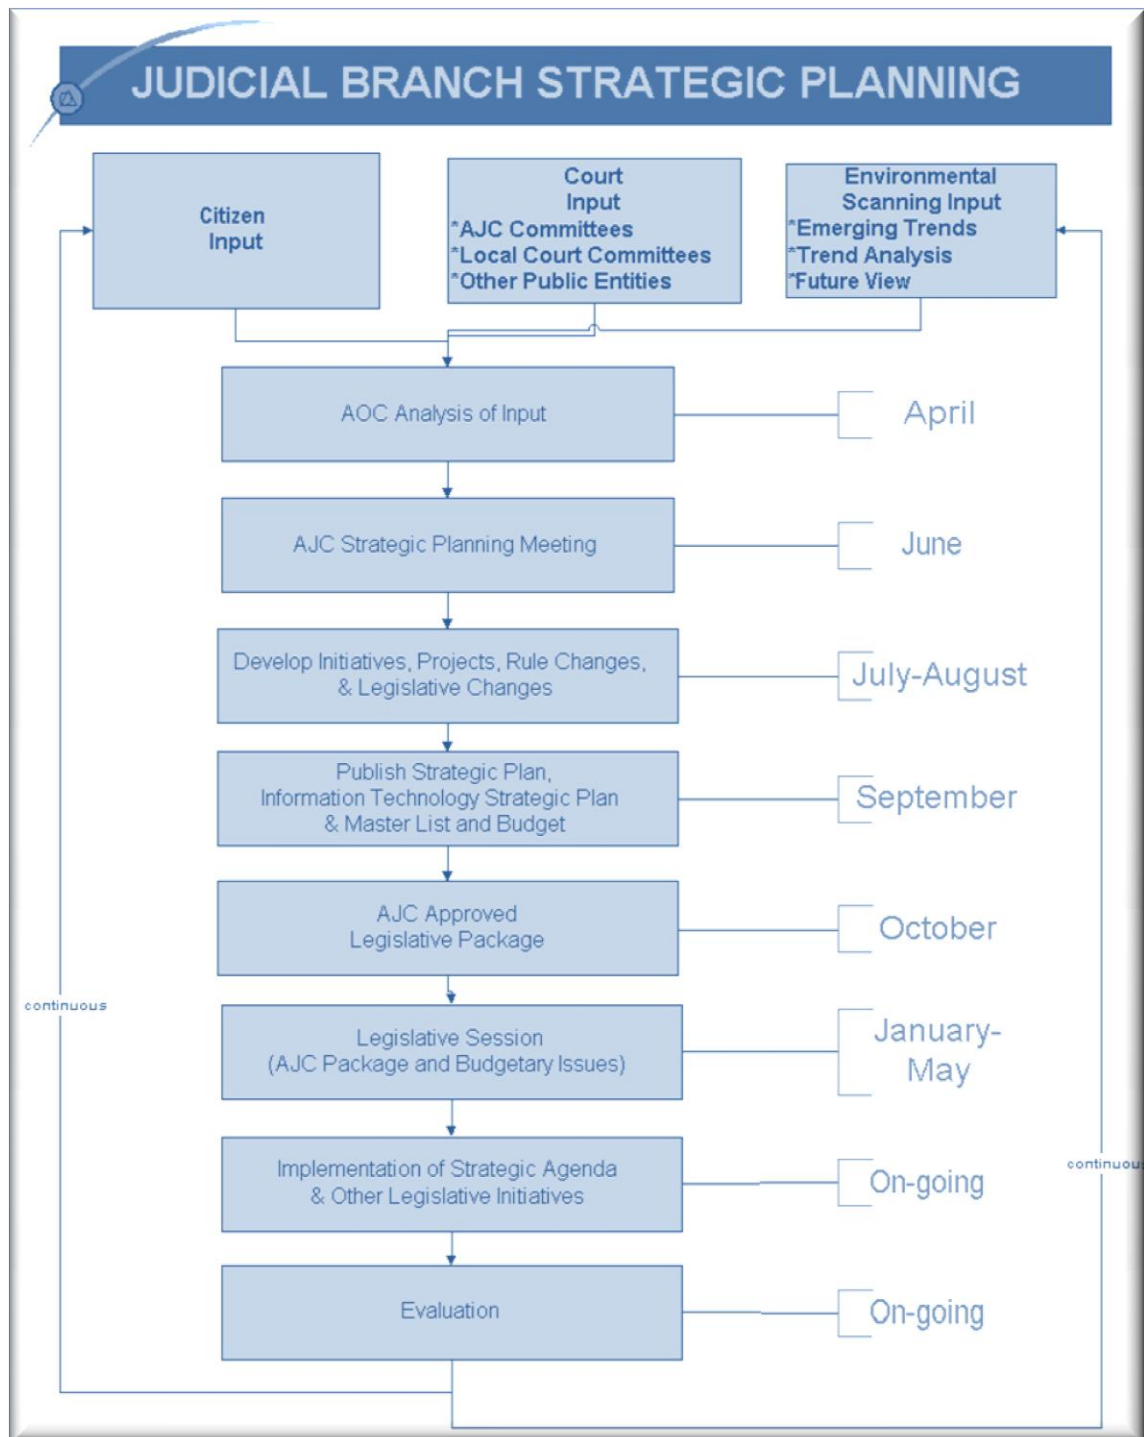 JUDICIAL BRANCH STRATEGIC PLANNING
Citizen
Input
Court
Input
*AJC Committees
*Local Court Committees
*Other Public Entities
Environmental
Scanning Input
*Emerging Trends
*Trend Analysis
*Future View
AOC Analysis of Input
April
AJC Strategic Planning Meeting
June
Develop Initiatives, Projects, Rule Changes,
& Legislative Changes
July-August
Publish Strategic Plan,
Information Technology Strategic Plan
& Master List and Budget
September
AJC Approved
Legislative Package
October
continuous
Legislative Session
(AJC Package and Budgetary Issues)
January-
May
Implementation of Strategic Agenda
& Other Legislative Initiatives
On-going
continuous
Evaluation
On-going